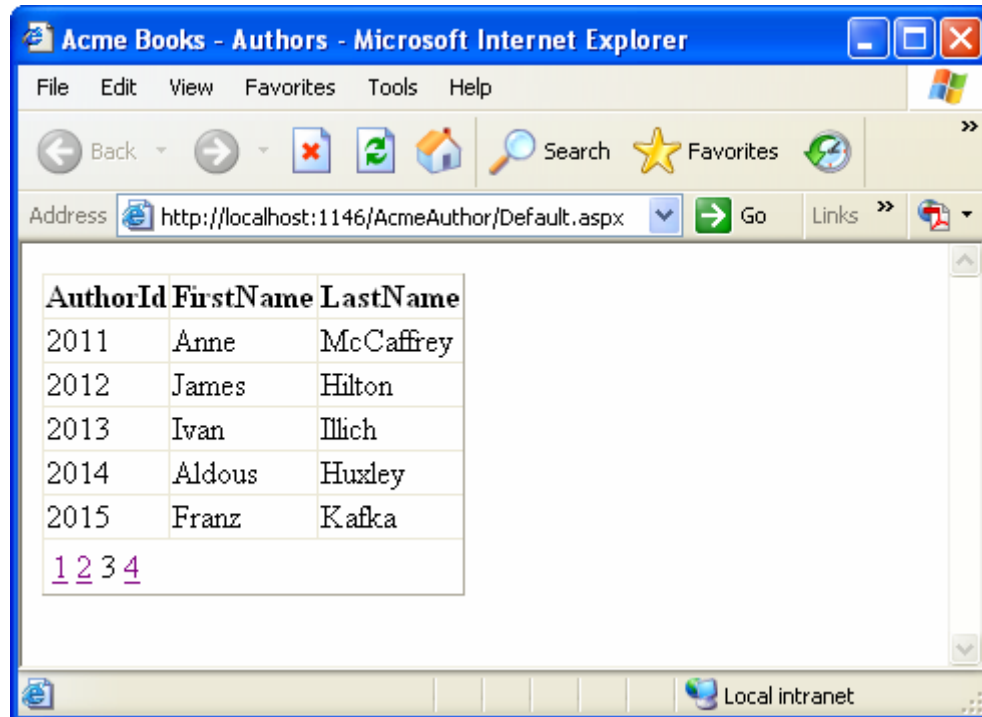 Acme Books - Authors - Microsoft Internet Explorer
File Edit View Favorites Tools Help
Back Search Favorites »
Address http://localhost:1146/AcmeAuthor/Default.aspx Go Links »
AuthorId FirstName LastName
2011 Anne McCaffrey
2012 James Hilton
2013 Ivan Illich
2014 Aldous Huxley
2015 Franz Kafka
1 2 3 4
Local intranet